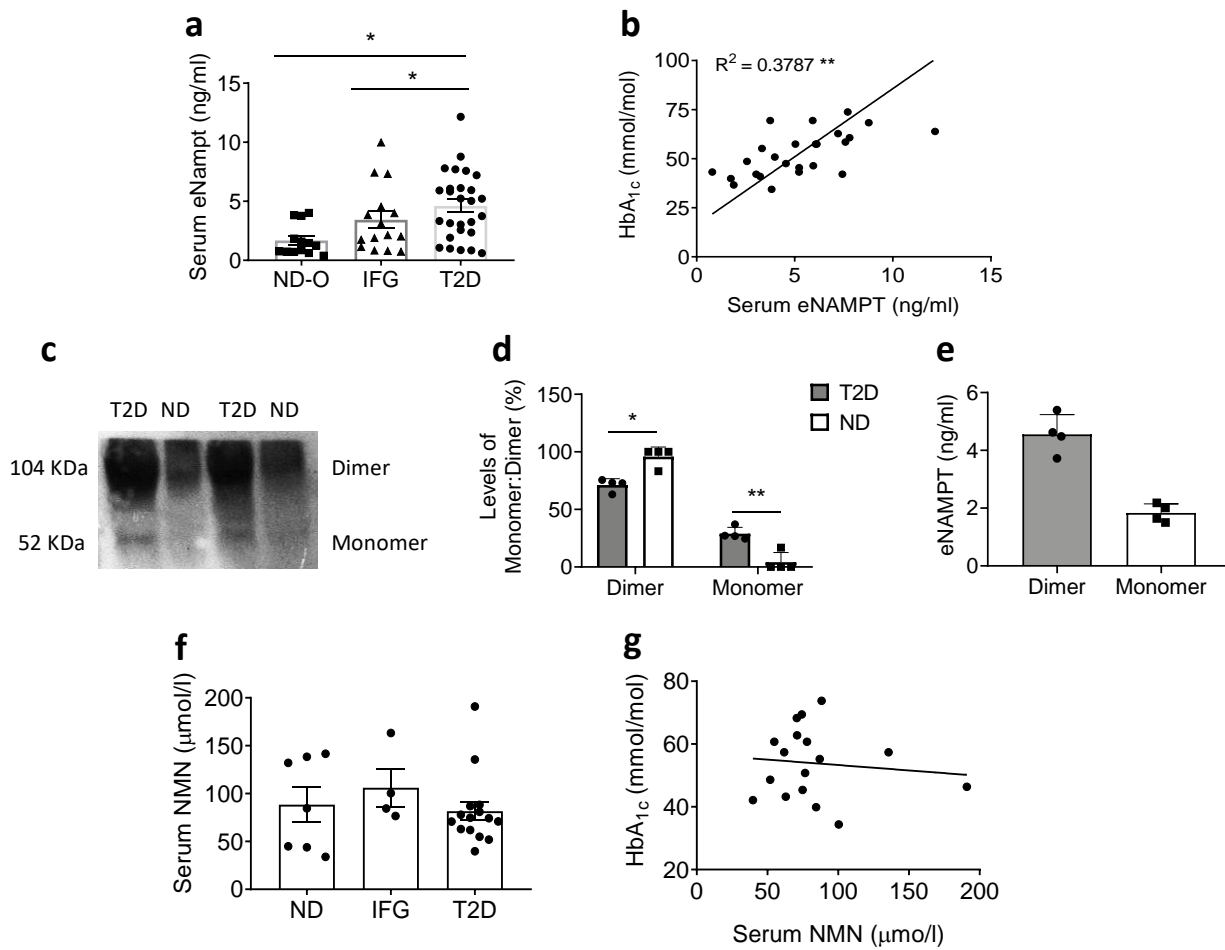 a
*
*
Serum eNampt (ng/ml)
15
10
5
0
ND-O IFG T2D
b
R2 = 0.3787 **
HbA1c (mmol/mol)
100
75
50
25
0
0 5 10 15
Serum eNAMPT (ng/ml)
c
T2D ND T2D ND
104 KDa Dimer
52 KDa Monomer
d
Levels of
Monomer:Dimer (%)
150
100
50
0
*
**
Dimer Monomer
T2D
ND
e
eNAMPT (ng/ml)
6
4
2
0
Dimer Monomer
f
Serum NMN (μmol/l)
200
150
100
50
0
ND IFG T2D
g
HbA1c (mmol/mol)
80
60
40
20
0 50 100 150 200
Serum NMN (μmo/l)